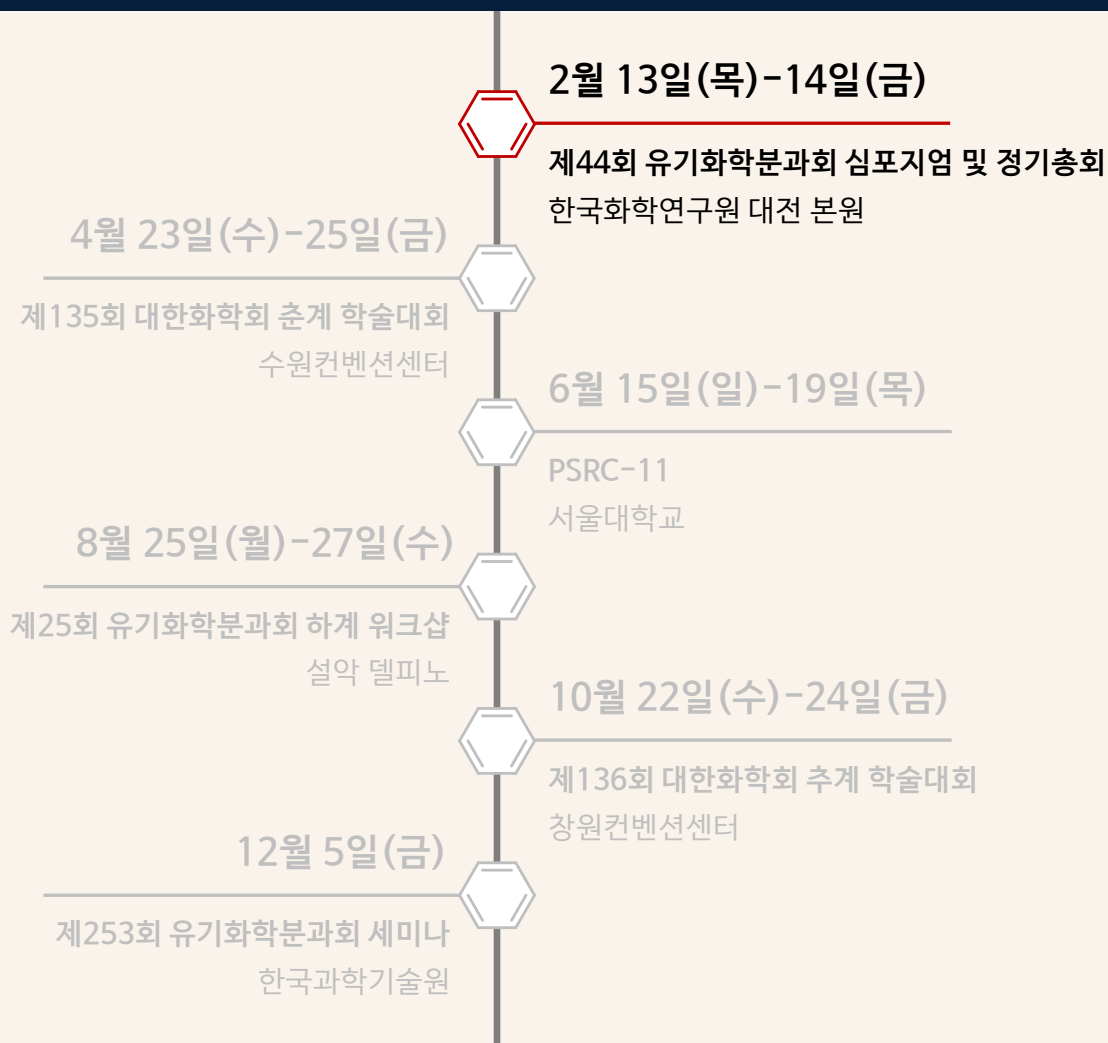 2월 13일(목)-14일(금)
제44회 유기화학분과회 심포지엄 및 정기총회
한국화학연구원 대전 본원
4월 23일(수)-25일(금)
제135회 대한화학회 춘계 학술대회
수원컨벤션센터
6월 15일(일)-19일(목)
PSRC-11
서울대학교
8월 25일(월)-27일(수)
제25회 유기화학분과회 하계 워크샵
설악 델피노
10월 22일(수)-24일(금)
제136회 대한화학회 추계 학술대회
창원컨벤션센터
12월 5일(금)
제253회 유기화학분과회 세미나
한국과학기술원